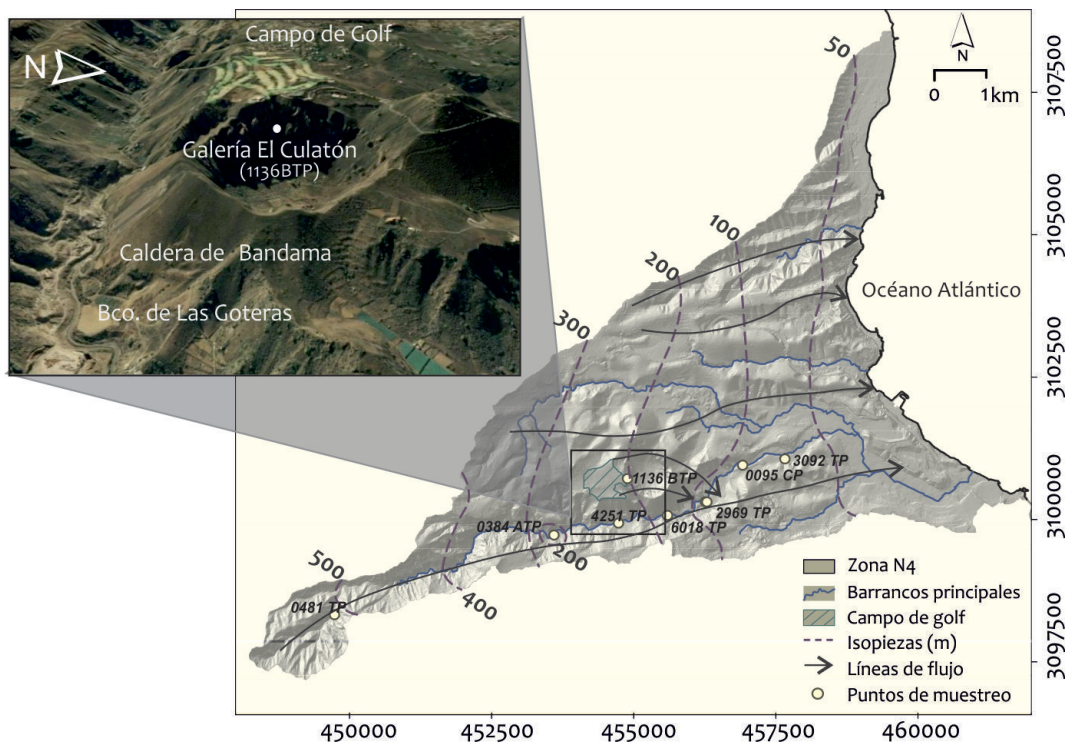 Campo de Golf
N
Galería El Culatón
(1136BTP)
Caldera de Bandama
Bco. de Las Goteras
N
0 1km
50
100
200
300
Océano Atlántico
3092 TP
0095 CP
1136 BTP
2969 TP
4251 TP
6018 TP
0384 ATP
200
500
400
0481 TP
Zona N4
Barrancos principales
Campo de golf
Isopiezas (m)
Líneas de flujo
Puntos de muestreo
3107500
3105000
3102500
3100000
3097500
450000 452500 455000 457500 460000